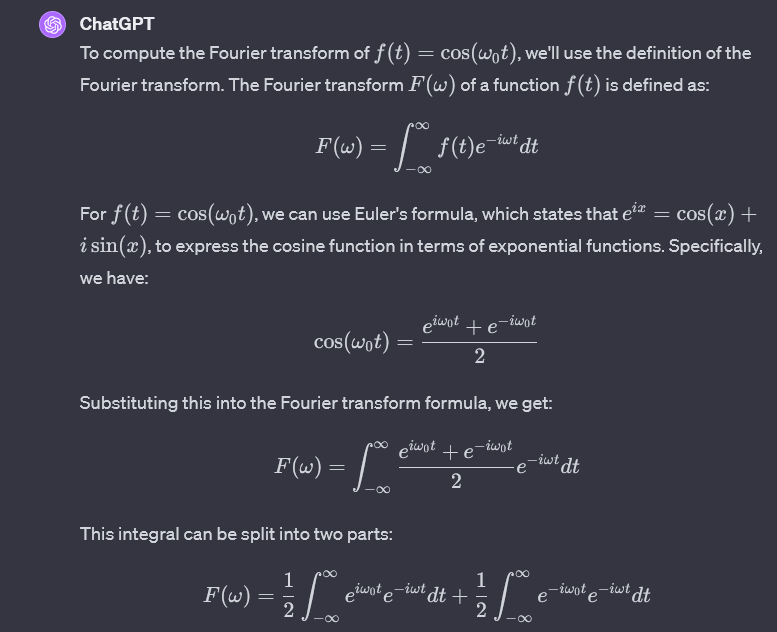 ChatGPT
To compute the Fourier transform of f(t) = cos(ω₀t), we'll use the definition of the
Fourier transform. The Fourier transform F(ω) of a function f(t) is defined as:
F(ω) = ∫_{−∞}^{∞} f(t)e^{−iωt}dt
For f(t) = cos(ω₀t), we can use Euler's formula, which states that e^{ix} = cos(x) +
i sin(x), to express the cosine function in terms of exponential functions. Specifically,
we have:
cos(ω₀t) = \frac{e^{iω₀t} + e^{−iω₀t}}{2}
Substituting this into the Fourier transform formula, we get:
F(ω) = ∫_{−∞}^{∞} \frac{e^{iω₀t} + e^{−iω₀t}}{2} e^{−iωt}dt
This integral can be split into two parts:
F(ω) = \frac{1}{2} ∫_{−∞}^{∞} e^{iω₀t}e^{−iωt}dt + \frac{1}{2} ∫_{−∞}^{∞} e^{−iω₀t}e^{−iωt}dt